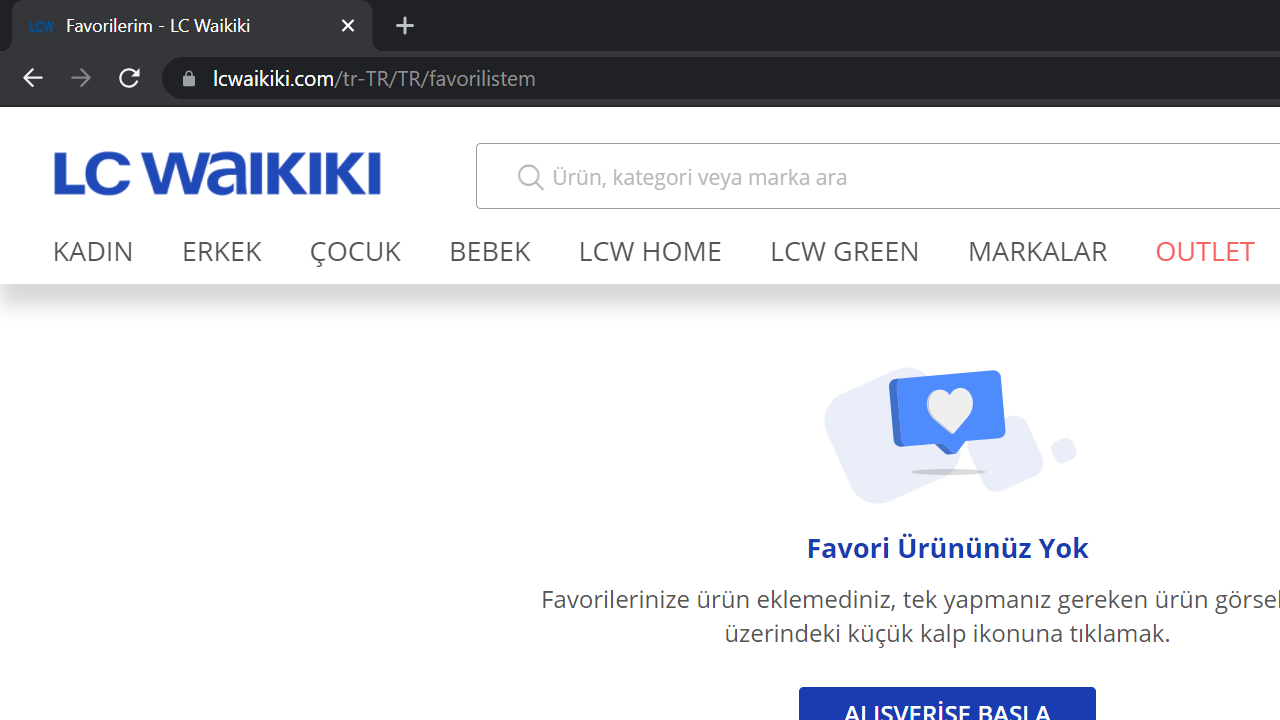 LCW Favorilerim - LC Waikiki
lcwaikiki.com/tr-TR/TR/favorilistem
LC WAIKIKI
Ürün, kategori veya marka ara
KADIN ERKEK ÇOCUK BEBEK LCW HOME LCW GREEN MARKALAR OUTLET
Favori Ürününüz Yok
Favorilerinize ürün eklemediniz, tek yapmanız gereken ürün
üzerindeki küçük kalp ikonuna tıklamak.
ALIŞVERİŞE BAŞLA